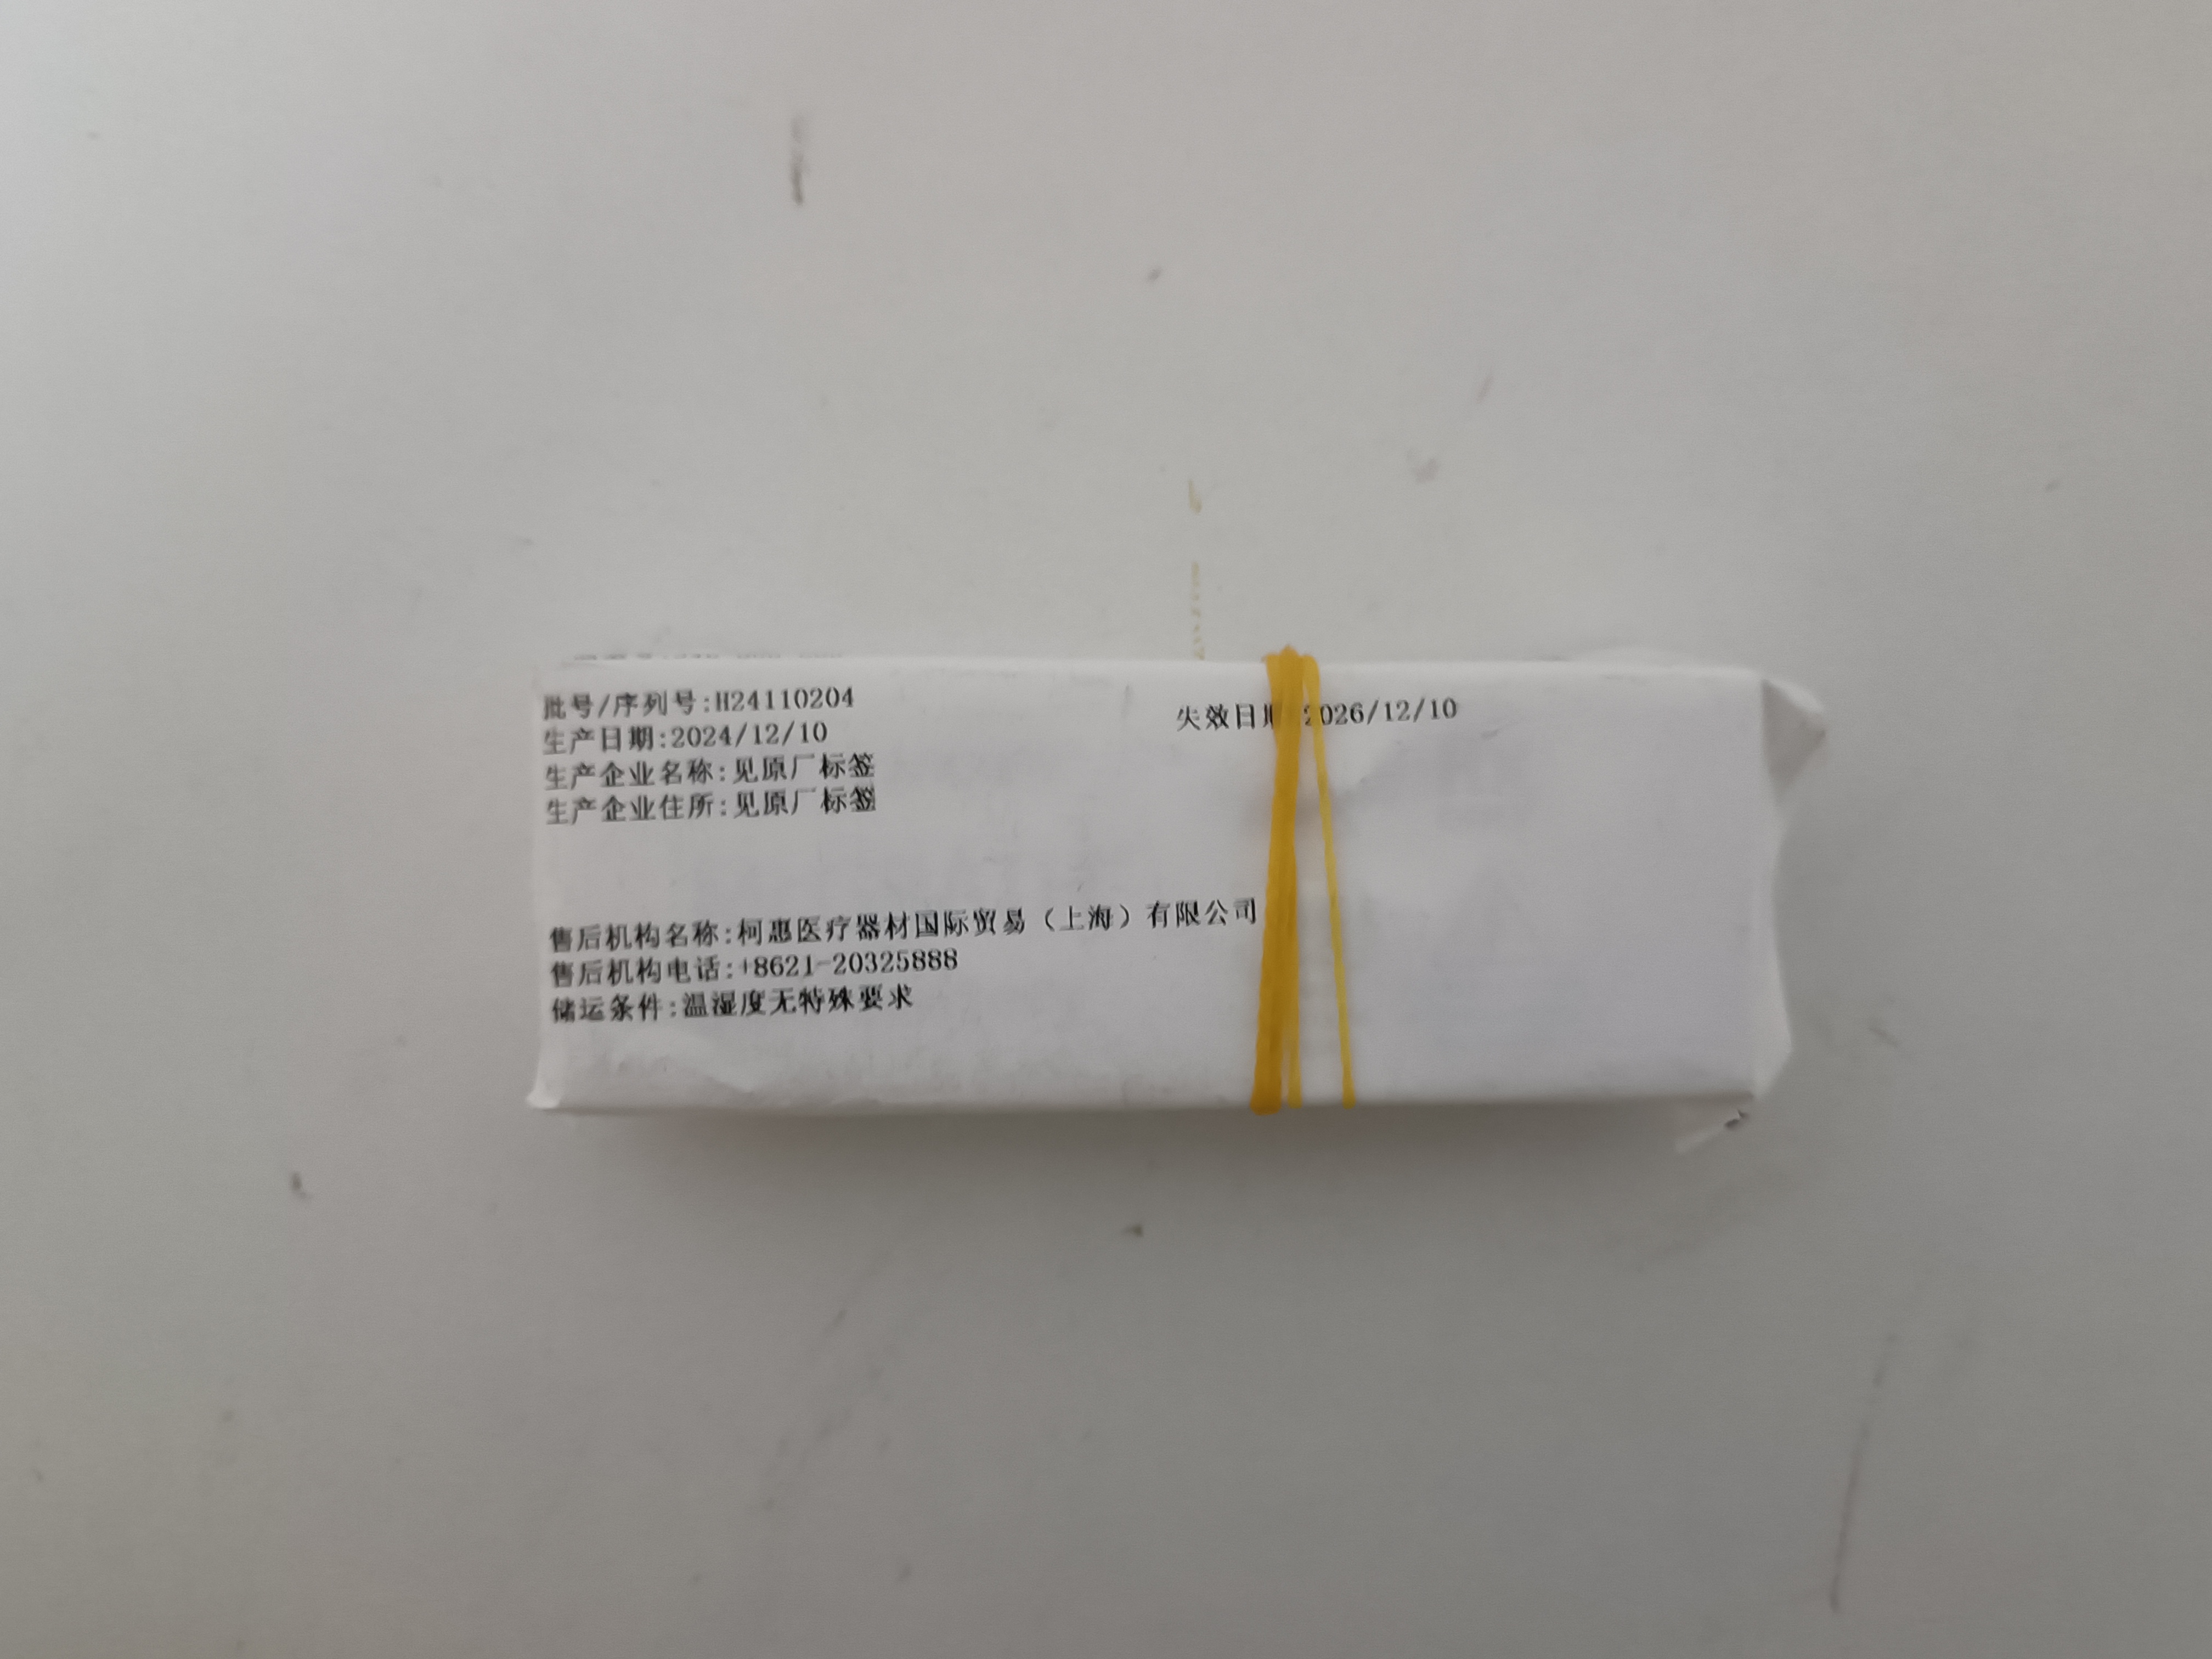 批号/序列号:H24110204
失效日期 2026/12/10
生产日期:2024/12/10
生产企业名称:见原厂标签
生产企业住所:见原厂标签
售后机构名称:柯惠医疗器材国际贸易（上海）有限公司
售后机构电话:+8621-20325888
储运条件:温湿度无特殊要求